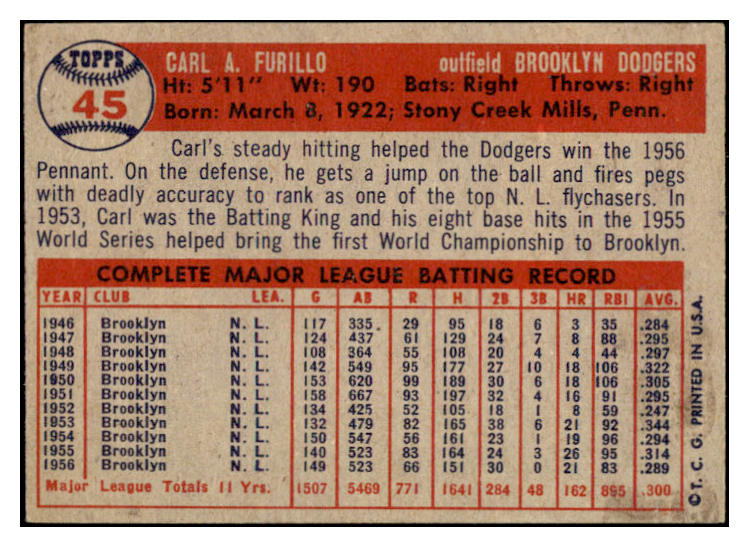 TOPPS
45
CARL A. FURILLO outfield BROOKLYN DODGERS
Ht: 5'11" Wt: 190 Bats: Right Throws: Right
Born: March 8, 1922; Stony Creek Mills, Penn.
Carl's steady hitting helped the Dodgers win the 1956
Pennant. On the defense, he gets a jump on the ball and fires pegs
with deadly accuracy to rank as one of the top N. L. flychasers. In
1953, Carl was the Batting King and his eight base hits in the 1955
World Series helped bring the first World Championship to Brooklyn.
COMPLETE MAJOR LEAGUE BATTING RECORD
YEAR CLUB LEA. G AB R H 2B 3B HR RBI AVG.
1946 Brooklyn N. L. 117 335 29 95 18 6 3 35 .284
1947 Brooklyn N. L. 124 437 61 129 24 7 8 88 .295
1948 Brooklyn N. L. 108 364 55 108 20 4 4 44 .297
1949 Brooklyn N. L. 142 549 95 177 27 10 18 106 .322
1950 Brooklyn N. L. 153 620 99 189 30 6 18 106 .305
1951 Brooklyn N. L. 158 667 93 197 32 4 16 91 .295
1952 Brooklyn N. L. 134 425 52 105 18 1 8 59 .247
1953 Brooklyn N. L. 132 479 82 165 38 6 21 92 .344
1954 Brooklyn N. L. 150 547 56 161 23 1 19 96 .294
1955 Brooklyn N. L. 140 523 83 164 24 3 26 95 .314
1956 Brooklyn N. L. 149 523 66 151 30 0 21 83 .289
Major League Totals 11 Yrs. 1507 5469 771 1641 284 48 162 895 .300
©T. C. G. PRINTED IN U.S.A.